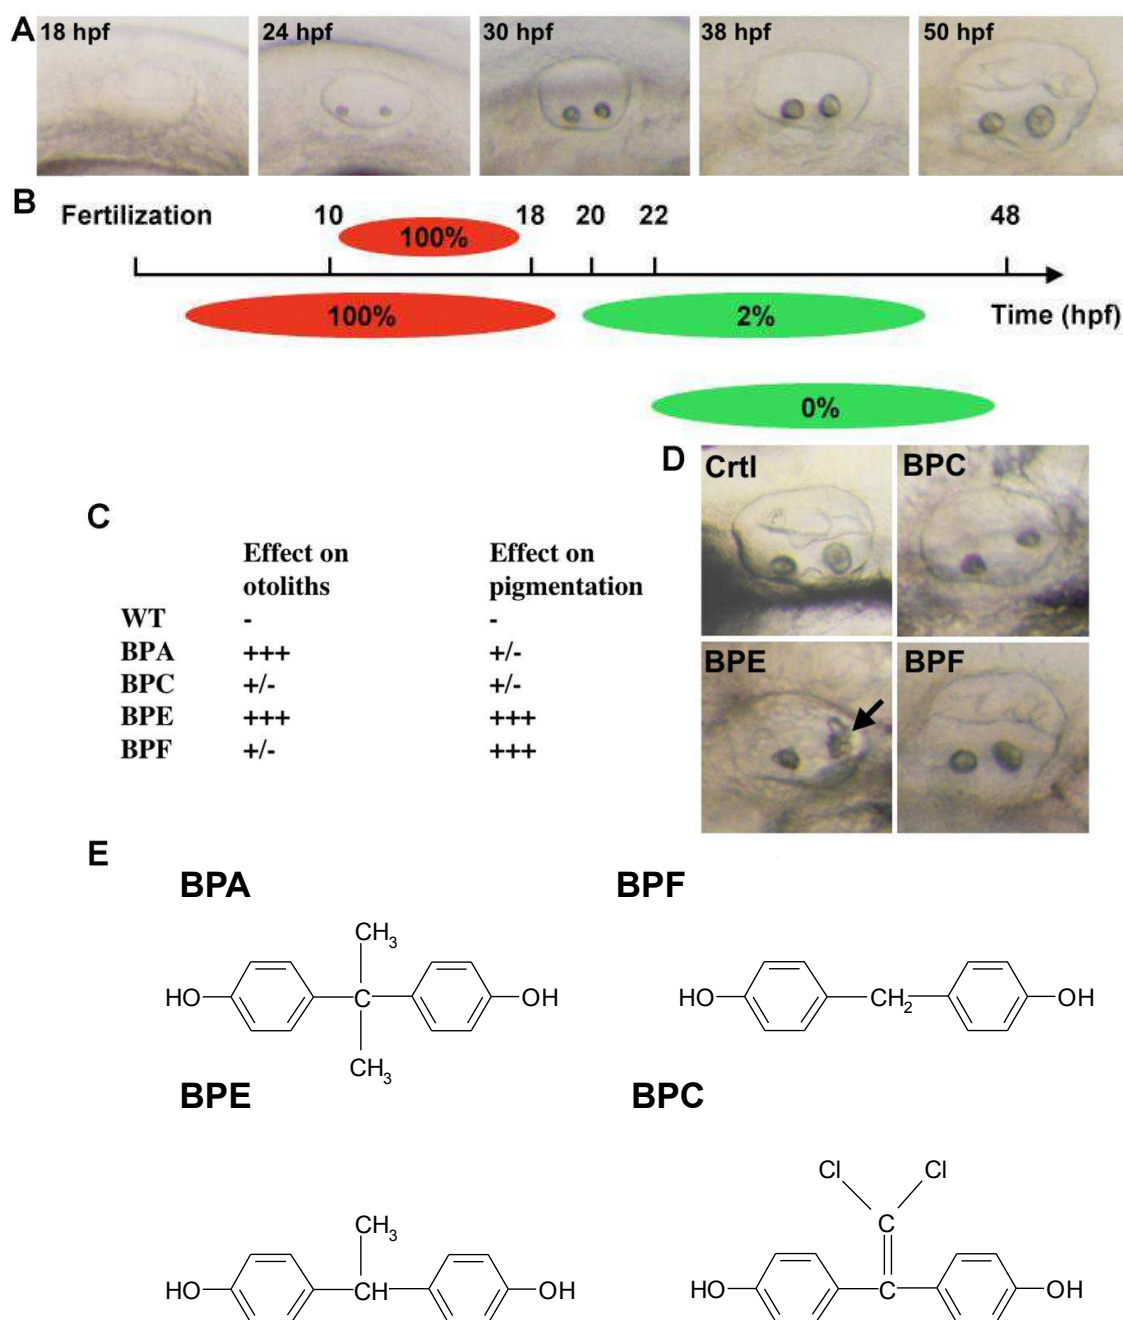 A
18 hpf
24 hpf
30 hpf
38 hpf
50 hpf
B
Fertilization
10
18
20
22
48
100%
100%
2%
Time (hpf)
0%
C
Effect on otoliths
Effect on pigmentation
WT - -
BPA +++ +/-
BPC +/- +/-
BPE +++ +++
BPF +/- +++
D
Crtl
BPC
BPE
BPF
E
BPA
CH3
HO
C
OH
CH3
BPF
HO
CH2
OH
BPE
CH3
HO
CH
OH
BPC
Cl
Cl
C
HO
C
OH